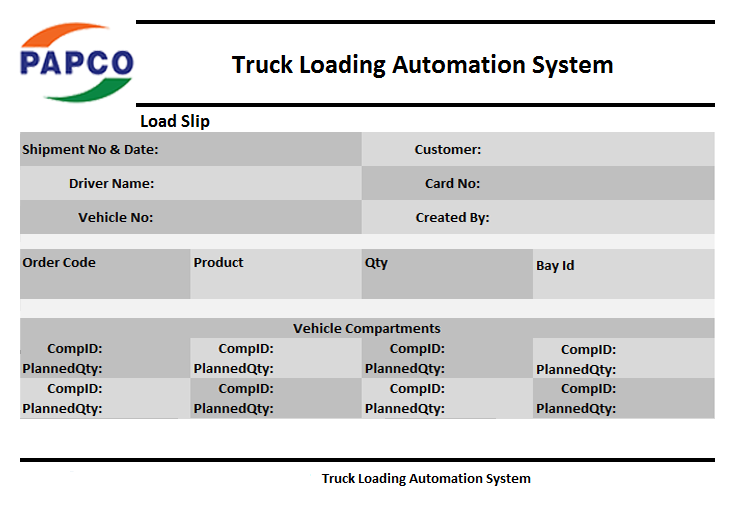 PAPCO
Truck Loading Automation System
Load Slip
Shipment No & Date: Customer:
Driver Name: Card No:
Vehicle No: Created By:
Order Code Product Qty Bay Id
Vehicle Compartments
CompID: CompID: CompID: CompID:
PlannedQty: PlannedQty: PlannedQty: PlannedQty:
CompID: CompID: CompID: CompID:
PlannedQty: PlannedQty: PlannedQty: PlannedQty:
Truck Loading Automation System